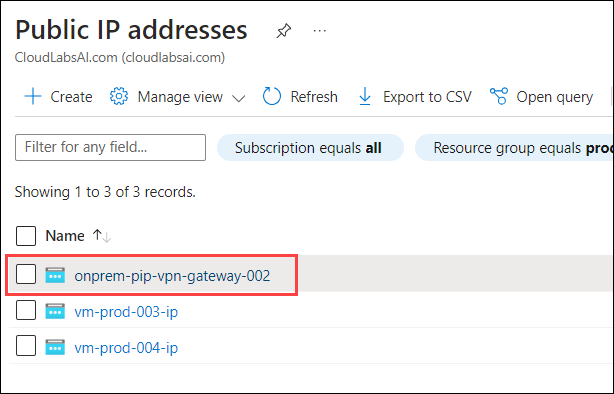 Public IP addresses
CloudLabsAI.com (cloudlabsai.com)
Create Manage view Refresh Export to CSV Open query
Filter for any field... Subscription equals all Resource group equals
Showing 1 to 3 of 3 records.
Name
onprem-pip-vpn-gateway-002
vm-prod-003-ip
vm-prod-004-ip